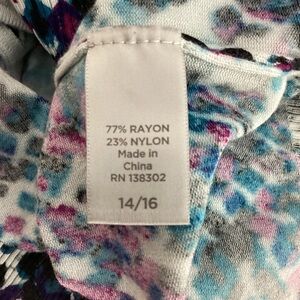 77% RAYON
23% NYLON
Made in
China
RN 138302
14/16